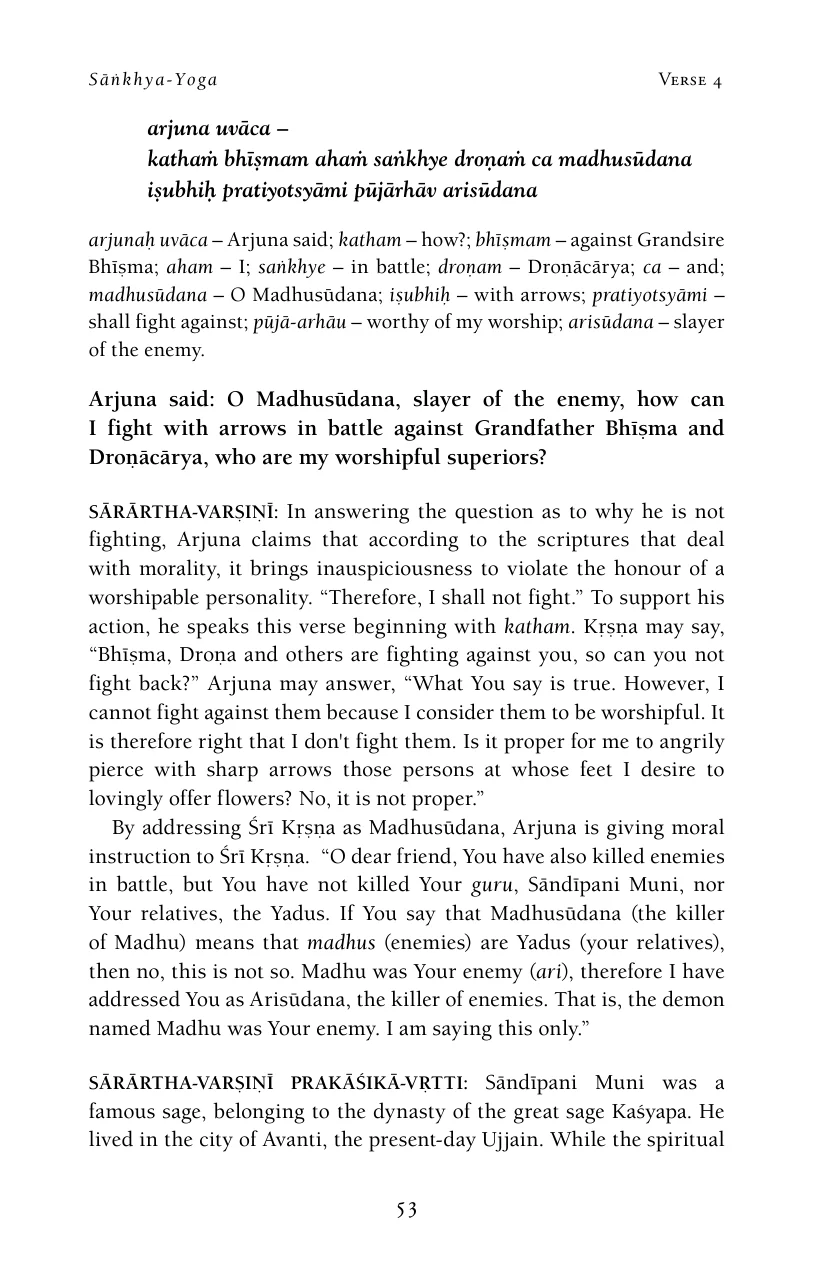 Sāṅkhya-Yoga Verse 4
arjuna uvāca –
kathaṁ bhīṣmam ahaṁ saṅkhye droṇaṁ ca madhusūdana
iṣubhiḥ pratiyotsyāmi pūjārhāv arisūdana
arjunaḥ uvāca – Arjuna said; katham – how?; bhīṣmam – against Grandsire
Bhīṣma; aham – I; saṅkhye – in battle; droṇam – Droṇācārya; ca – and;
madhusūdana – O Madhusūdana; iṣubhiḥ – with arrows; pratiyotsyāmi –
shall fight against; pūjā-arhāu – worthy of my worship; arisūdana – slayer
of the enemy.
Arjuna said: O Madhusūdana, slayer of the enemy, how can
I fight with arrows in battle against Grandfather Bhīṣma and
Droṇācārya, who are my worshipful superiors?
SĀRĀRTHA-VARṢIṆĪ: In answering the question as to why he is not
fighting, Arjuna claims that according to the scriptures that deal
with morality, it brings inauspiciousness to violate the honour of a
worshipable personality. “Therefore, I shall not fight.” To support his
action, he speaks this verse beginning with katham. Kṛṣṇa may say,
“Bhīṣma, Droṇa and others are fighting against you, so can you not
fight back?” Arjuna may answer, “What You say is true. However, I
cannot fight against them because I consider them to be worshipful. It
is therefore right that I don't fight them. Is it proper for me to angrily
pierce with sharp arrows those persons at whose feet I desire to
lovingly offer flowers? No, it is not proper.”
By addressing Śrī Kṛṣṇa as Madhusūdana, Arjuna is giving moral
instruction to Śrī Kṛṣṇa. “O dear friend, You have also killed enemies
in battle, but You have not killed Your guru, Sāndīpani Muni, nor
Your relatives, the Yadus. If You say that Madhusūdana (the killer
of Madhu) means that madhus (enemies) are Yadus (your relatives),
then no, this is not so. Madhu was Your enemy (ari), therefore I have
addressed You as Arisūdana, the killer of enemies. That is, the demon
named Madhu was Your enemy. I am saying this only.”
SĀRĀRTHA-VARṢIṆĪ PRAKĀŚIKĀ-VṚTTI: Sāndīpani Muni was a
famous sage, belonging to the dynasty of the great sage Kaśyapa. He
lived in the city of Avanti, the present-day Ujjain. While the spiritual
53